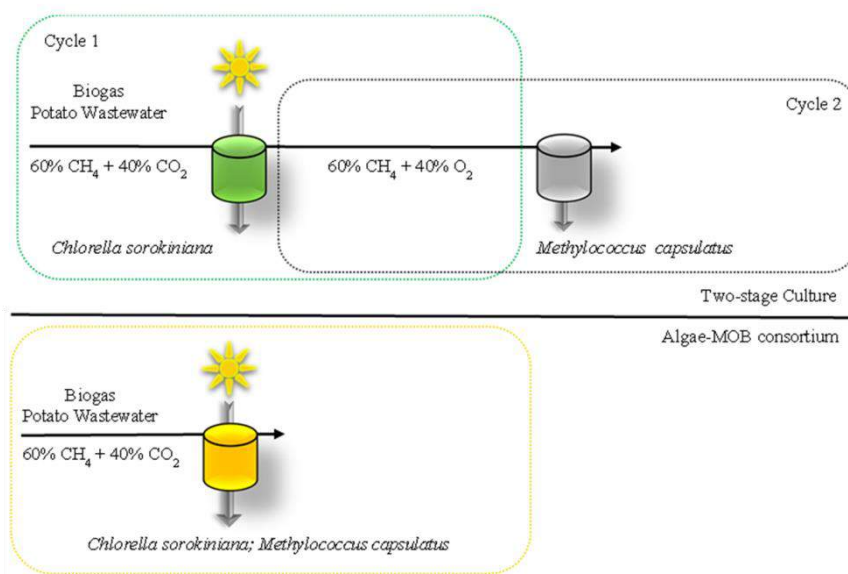 Cycle 1
Biogas
Potato Wastewater
Cycle 2
60% CH₄ + 40% CO₂
60% CH₄ + 40% O₂
Chlorella sorokiniana
Methylococcus capsulatus
Two-stage Culture
Algae-MOB consortium
Biogas
Potato Wastewater
60% CH₄ + 40% CO₂
Chlorella sorokiniana; Methylococcus capsulatus